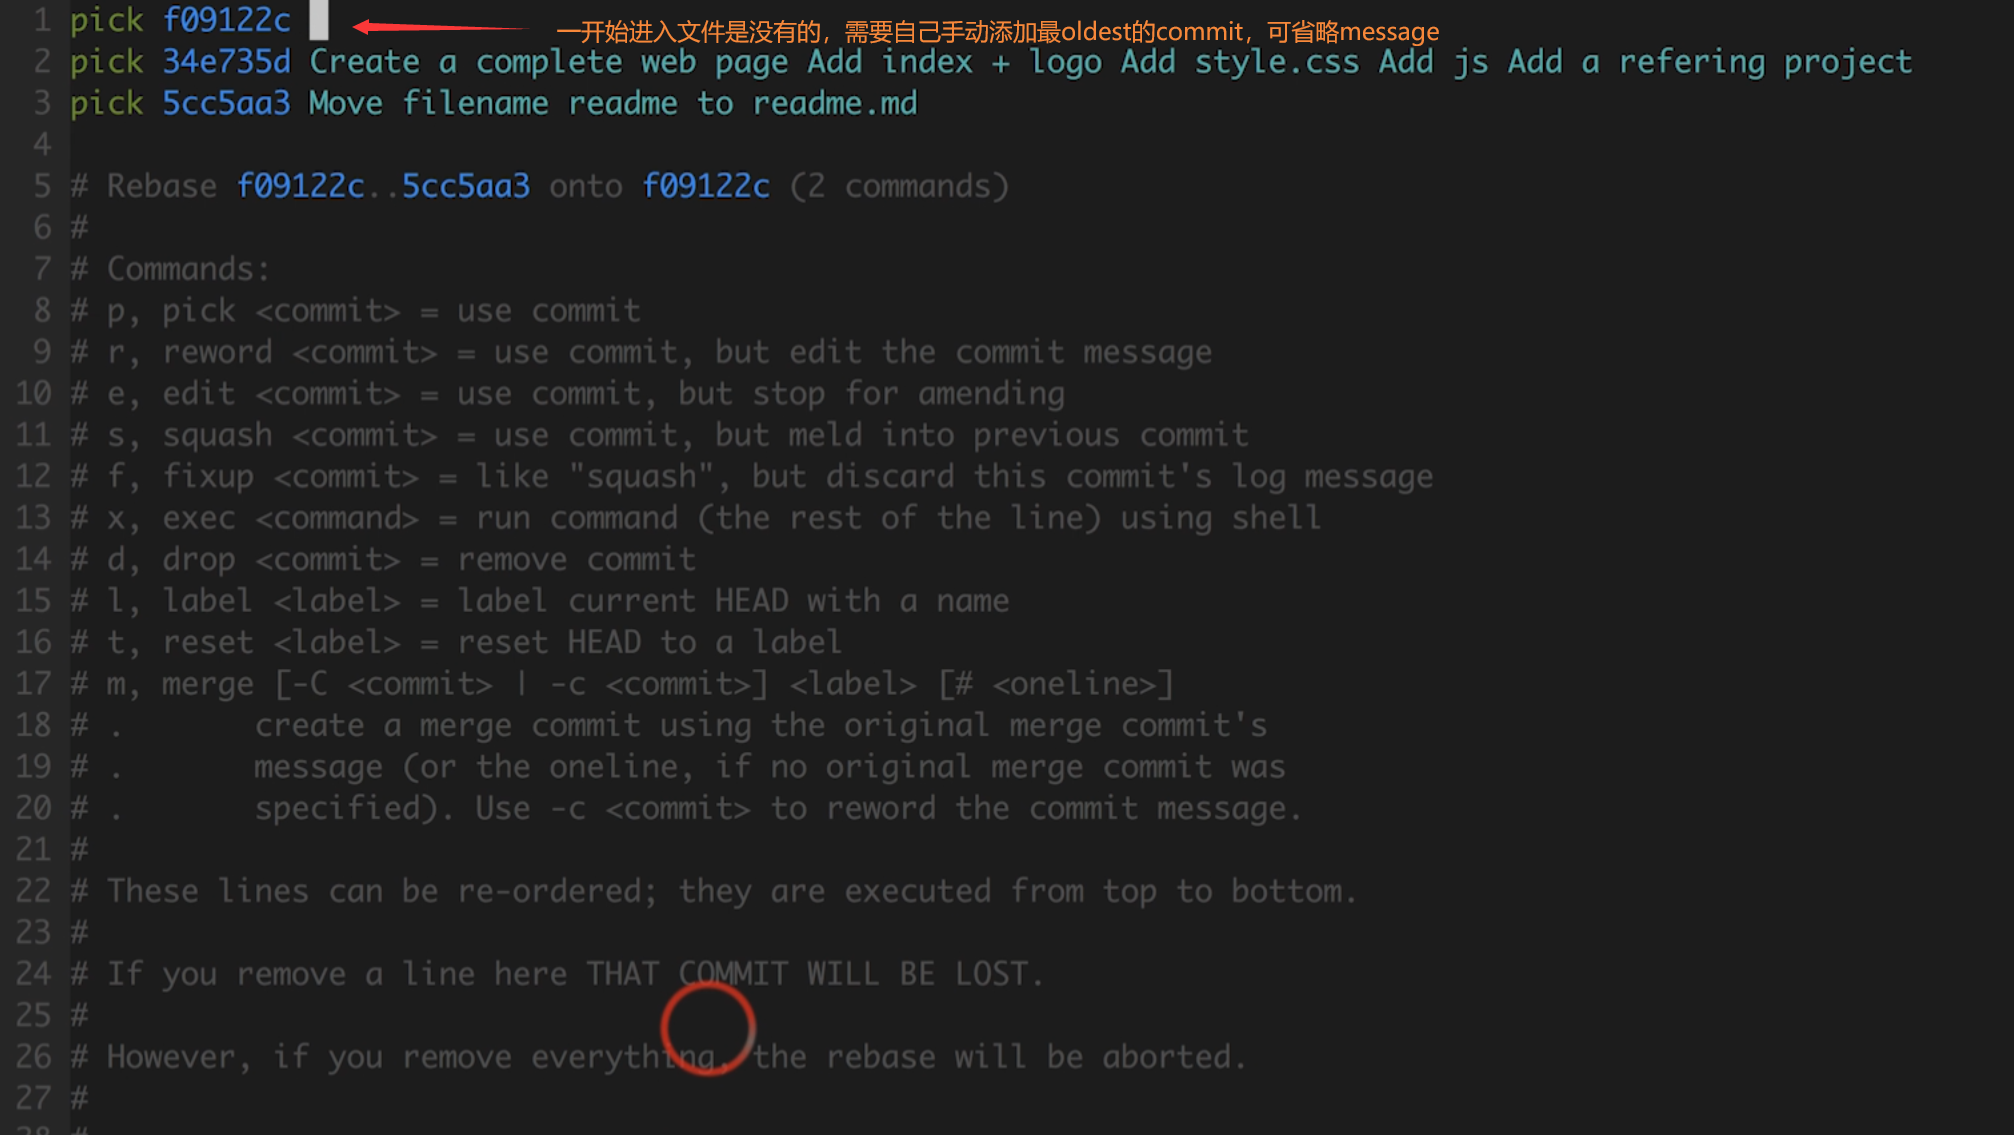 1 pick f09122c 一开始进入文件是没有的，需要自己手动添加最oldest的commit，可省略message
2 pick 34e735d Create a complete web page Add index + logo Add style.css Add js Add a refering project
3 pick 5cc5aa3 Move filename readme to readme.md
4
5 # Rebase f09122c..5cc5aa3 onto f09122c (2 commands)
6 #
7 # Commands:
8 # p, pick <commit> = use commit
9 # r, reword <commit> = use commit, but edit the commit message
10 # e, edit <commit> = use commit, but stop for amending
11 # s, squash <commit> = use commit, but meld into previous commit
12 # f, fixup <commit> = like "squash", but discard this commit's log message
13 # x, exec <command> = run command (the rest of the line) using shell
14 # d, drop <commit> = remove commit
15 # l, label <label> = label current HEAD with a name
16 # t, reset <label> = reset HEAD to a label
17 # m, merge [-C <commit> | -c <commit>] <label> [# <oneline>]
18 # .       create a merge commit using the original merge commit's
19 # .       message (or the oneline, if no original merge commit was
20 # .       specified). Use -c <commit> to reword the commit message.
21 #
22 # These lines can be re-ordered; they are executed from top to bottom.
23 #
24 # If you remove a line here THAT COMMIT WILL BE LOST.
25 #
26 # However, if you remove everything, the rebase will be aborted.
27 #
28 #